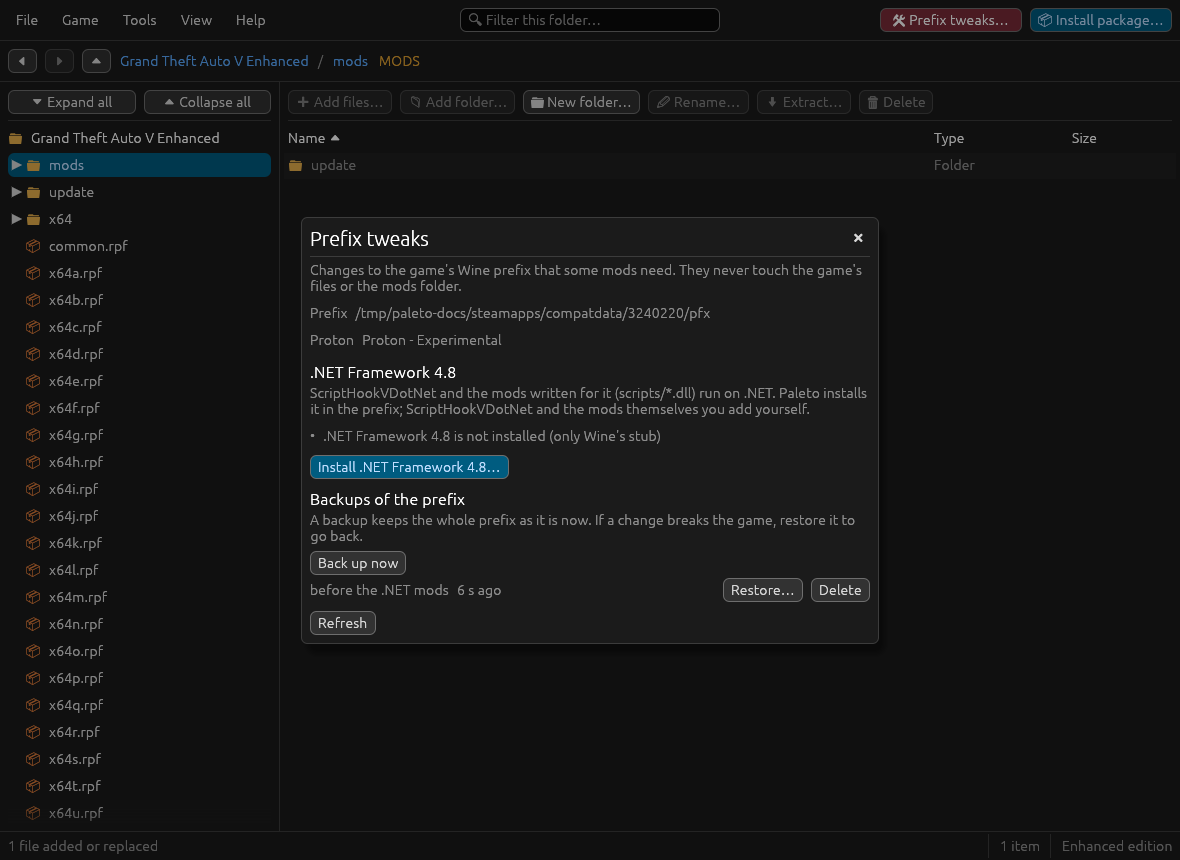 File Game Tools View Help Filter this folder… Prefix tweaks… Install package…
Grand Theft Auto V Enhanced / mods MODS
Expand all Collapse all Add files… Add folder… New folder… Rename… Extract… Delete
Grand Theft Auto V Enhanced
mods
update
x64
common.rpf
x64a.rpf
x64b.rpf
x64c.rpf
x64d.rpf
x64e.rpf
x64f.rpf
x64g.rpf
x64h.rpf
x64i.rpf
x64j.rpf
x64k.rpf
x64l.rpf
x64m.rpf
x64n.rpf
x64o.rpf
x64p.rpf
x64q.rpf
x64r.rpf
x64s.rpf
x64t.rpf
x64u.rpf
Name Type Size
update Folder
Prefix tweaks
Changes to the game's Wine prefix that some mods need. They never touch the game's
files or the mods folder.
Prefix /tmp/paleto-docs/steamapps/compatdata/3240220/pfx
Proton Proton - Experimental
.NET Framework 4.8
ScriptHookVDotNet and the mods written for it (scripts/*.dll) run on .NET. Paleto installs
it in the prefix; ScriptHookVDotNet and the mods themselves you add yourself.
• .NET Framework 4.8 is not installed (only Wine's stub)
Install .NET Framework 4.8…
Backups of the prefix
A backup keeps the whole prefix as it is now. If a change breaks the game, restore it to
go back.
Back up now
before the .NET mods 6 s ago Restore… Delete
Refresh
1 file added or replaced 1 item Enhanced edition